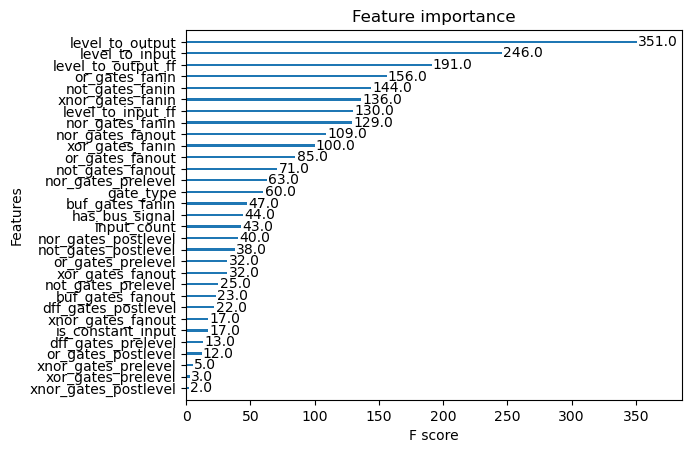 Feature importance
level_to_output 351.0
level_to_input 246.0
level_to_output_ff 191.0
or_gates_fanin 156.0
not_gates_fanin 144.0
xnor_gates_fanin 136.0
level_to_input_ff 130.0
nor_gates_fanin 129.0
nor_gates_fanout 109.0
xor_gates_fanin 100.0
or_gates_fanout 85.0
not_gates_fanout 71.0
nor_gates_prelevel 63.0
gate_type 60.0
buf_gates_fanin 47.0
has_bus_signal 44.0
input_count 43.0
nor_gates_postlevel 40.0
not_gates_postlevel 38.0
or_gates_prelevel 32.0
xor_gates_fanout 32.0
not_gates_prelevel 25.0
buf_gates_fanout 23.0
dff_gates_postlevel 22.0
xnor_gates_fanout 17.0
is_constant_input 17.0
dff_gates_prelevel 13.0
or_gates_postlevel 12.0
xnor_gates_prelevel 5.0
xor_gates_prelevel 3.0
xnor_gates_postlevel 2.0
Features
0 50 100 150 200 250 300 350
F score